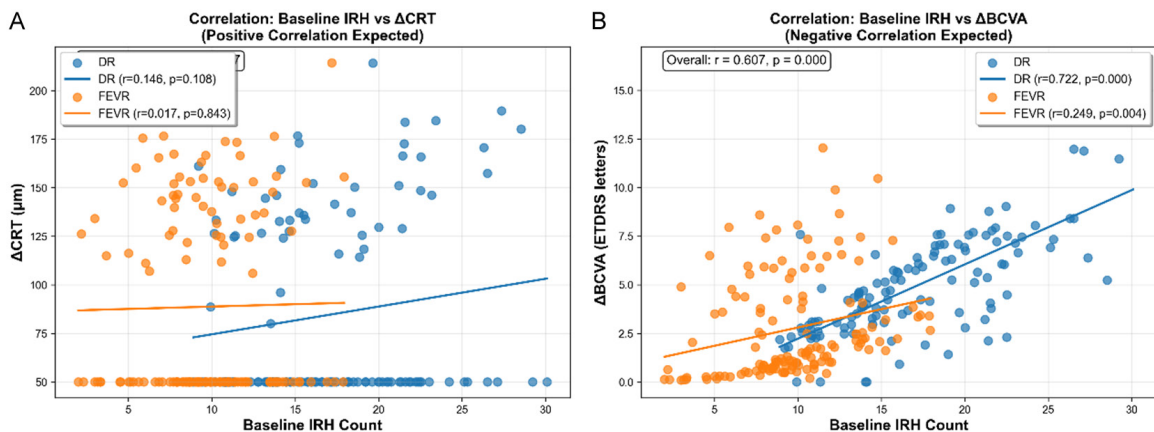 A
Correlation: Baseline IRH vs ΔCRT
(Positive Correlation Expected)
7
DR
DR (r=0.146, p=0.108)
FEVR
FEVR (r=0.017, p=0.843)
ΔCRT (μm)
200
175
150
125
100
75
50
5
10
15
20
25
30
Baseline IRH Count
B
Correlation: Baseline IRH vs ΔBCVA
(Negative Correlation Expected)
Overall: r = 0.607, p = 0.000
DR
DR (r=0.722, p=0.000)
FEVR
FEVR (r=0.249, p=0.004)
ΔBCVA (ETDRS letters)
12.5
10.0
7.5
5.0
2.5
0.0
5
10
15
20
25
30
Baseline IRH Count